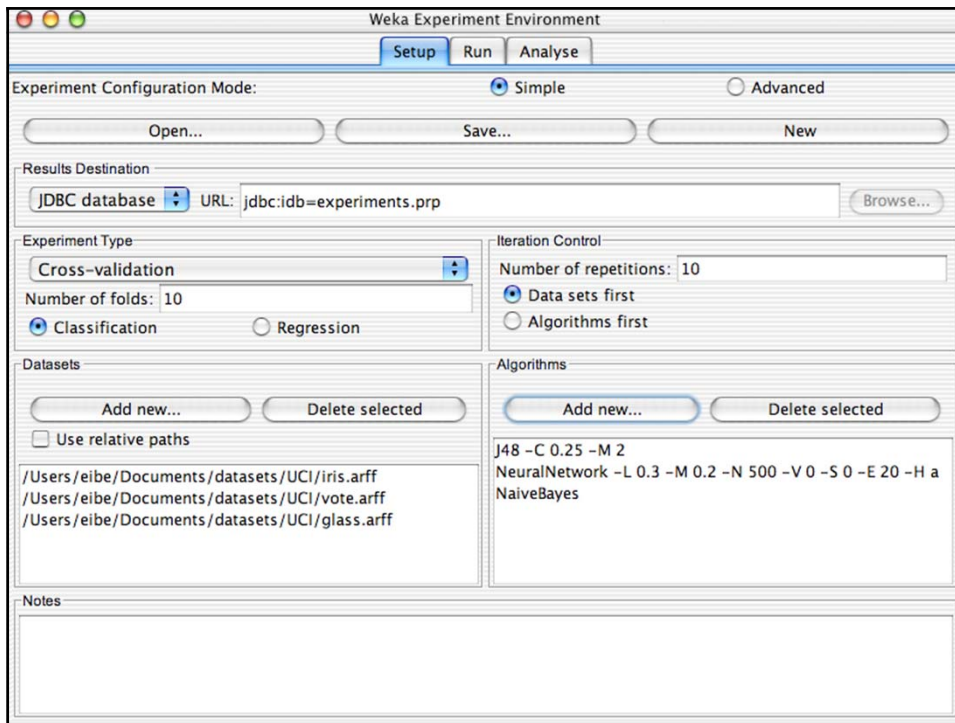 Weka Experiment Environment
Setup Run Analyse
Experiment Configuration Mode: Simple Advanced
Open... Save... New
Results Destination
JDBC database URL: jdbc:idb=experiments.prp Browse...
Experiment Type
Cross-validation
Number of folds: 10
Classification Regression
Iteration Control
Number of repetitions: 10
Data sets first
Algorithms first
Datasets
Add new... Delete selected
Use relative paths
/Users/eibe/Documents/datasets/UCI/iris.arff
/Users/eibe/Documents/datasets/UCI/vote.arff
/Users/eibe/Documents/datasets/UCI/glass.arff
Algorithms
Add new... Delete selected
J48 -C 0.25 -M 2
NeuralNetwork -L 0.3 -M 0.2 -N 500 -V 0 -S 0 -E 20 -H a
NaiveBayes
Notes